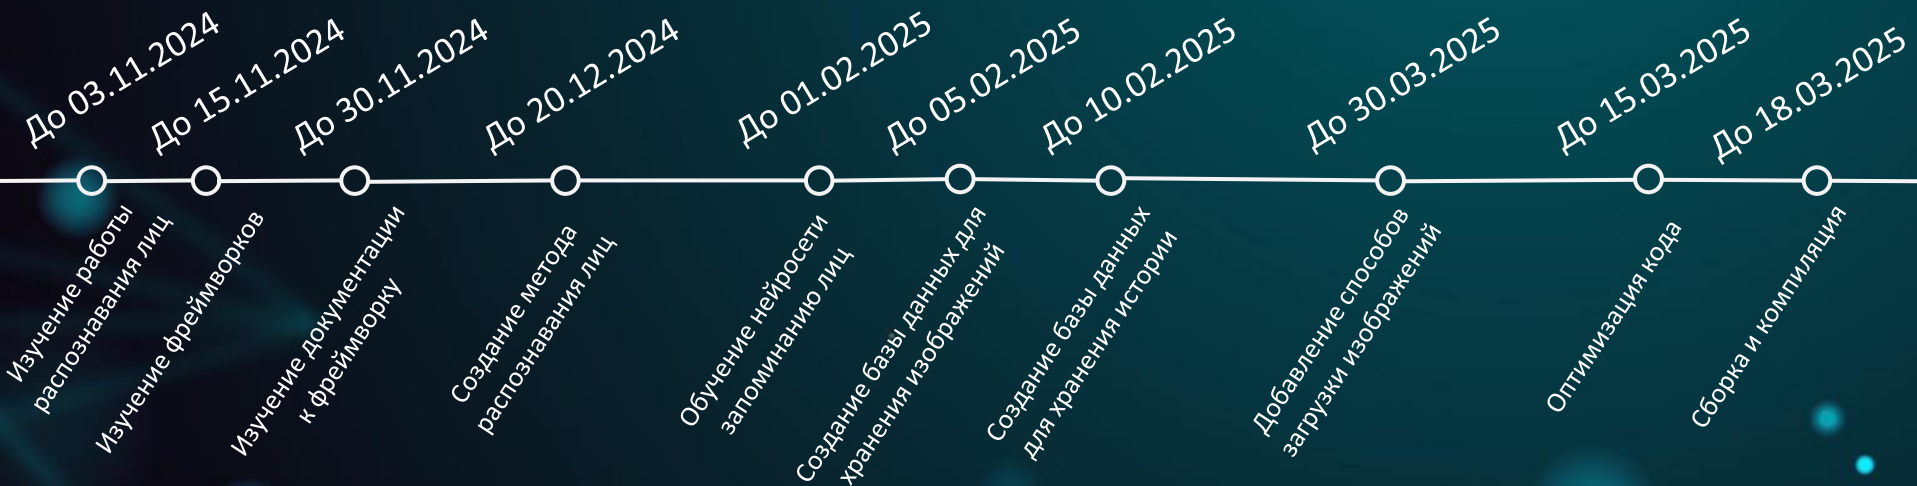 До 03.11.2024
До 15.11.2024
До 30.11.2024
До 20.12.2024
До 01.02.2025
До 05.02.2025
До 10.02.2025
До 30.03.2025
До 15.03.2025
До 18.03.2025
Изучение работы
распознавания лиц
Изучение фреймворков
Изучение документации
к фреймворку
Создание метода
распознавания лиц
Обучение нейросети
запоминанию лиц
Создание базы данных для
хранения изображений
Создание базы данных
для хранения истории
Добавление способов
загрузки изображений
Оптимизация кода
Сборка и компиляция